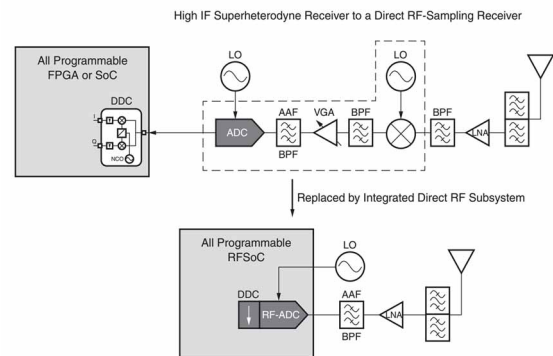 High IF Superheterodyne Receiver to a Direct RF-Sampling Receiver
All Programmable
FPGA or SoC
DDC
I
Q
NCO
LO
ADC
AAF
BPF
VGA
BPF
LO
BPF
LNA
Replaced by Integrated Direct RF Subsystem
All Programmable
RFSoC
DDC
RF-ADC
LO
AAF
BPF
LNA